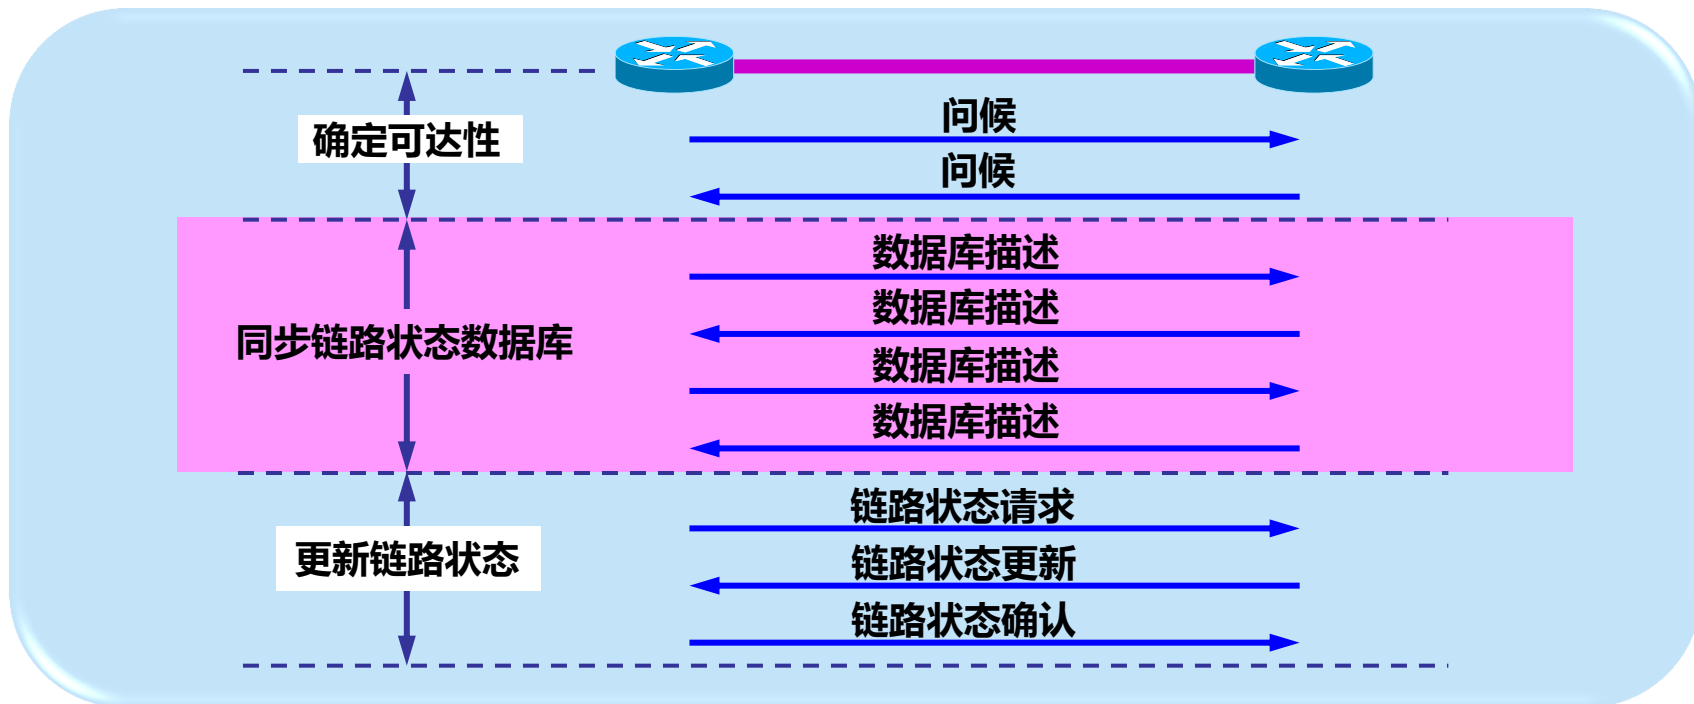 问候
确定可达性
问候
数据库描述
数据库描述
同步链路状态数据库
数据库描述
数据库描述
链路状态请求
更新链路状态
链路状态更新
链路状态确认